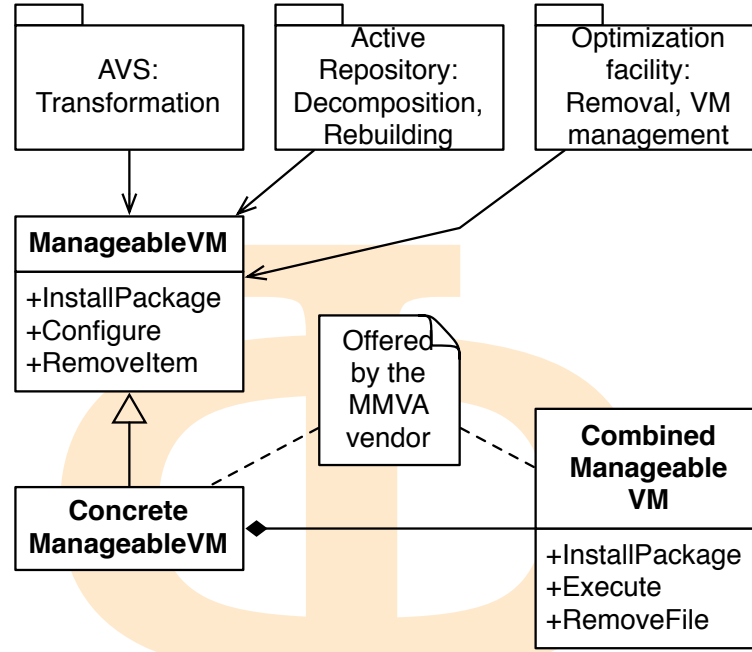 AVS:
Transformation
Active
Repository:
Decomposition,
Rebuilding
Optimization
facility:
Removal, VM
management
ManageableVM
+InstallPackage
+Configure
+RemoveItem
Offered
by the
MMVA
vendor
Concrete
ManageableVM
Combined
Manageable
VM
+InstallPackage
+Execute
+RemoveFile